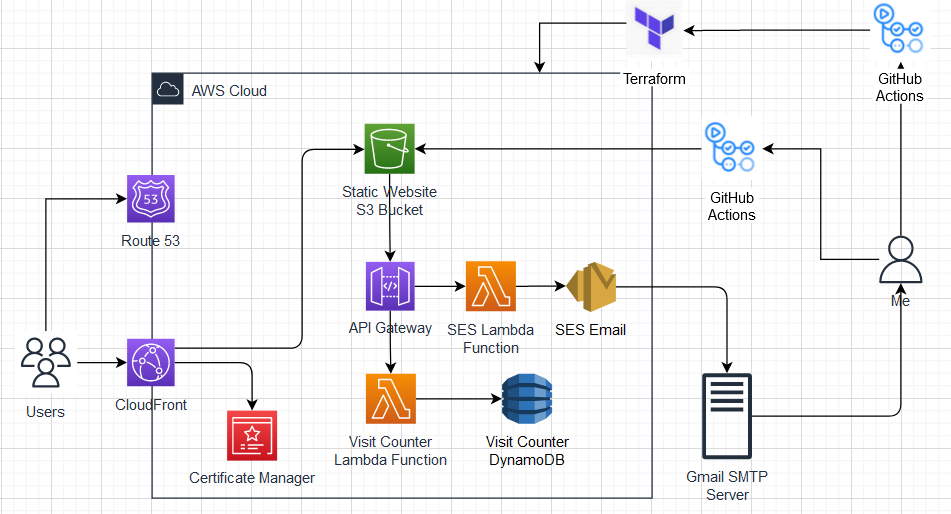 Terraform
GitHub
Actions
AWS Cloud
Static Website
S3 Bucket
GitHub
Actions
53
Route 53
Me
API Gateway
SES Lambda
Function
SES Email
Users
CloudFront
Visit Counter
Lambda Function
Visit Counter
DynamoDB
Certificate Manager
Gmail SMTP
Server